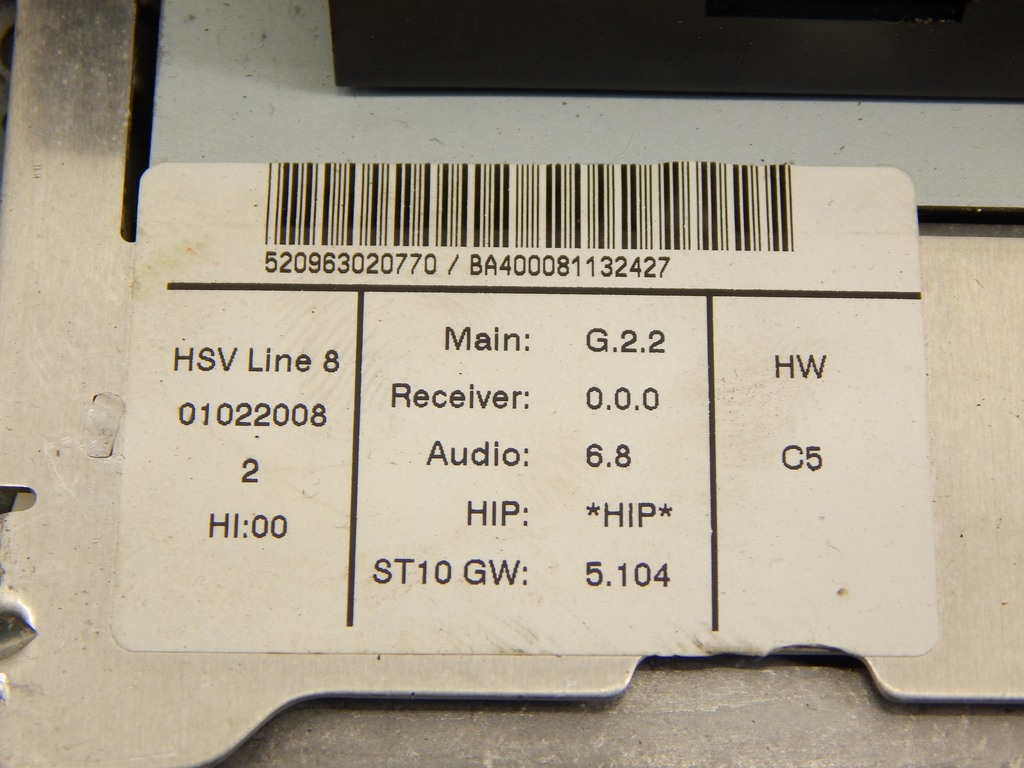 520963020770 / BA400081132427
HSV Line 8
01022008
2
HI:00
Main: G.2.2
Receiver: 0.0.0
Audio: 6.8
HIP: *HIP*
ST10 GW: 5.104
HW
C5